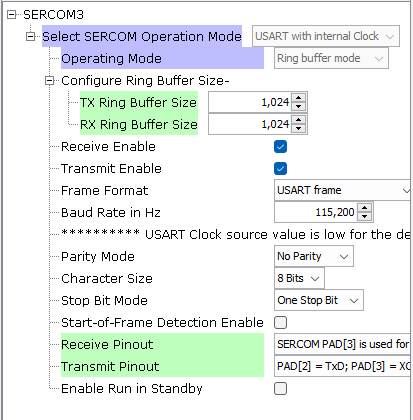 SERCOM3
Select SERCOM Operation Mode USART with internal Clock
Operating Mode Ring buffer mode
Configure Ring Buffer Size-
TX Ring Buffer Size 1,024
RX Ring Buffer Size 1,024
Receive Enable
Transmit Enable
Frame Format USART frame
Baud Rate in Hz 115,200
********** USART Clock source value is low for the de
Parity Mode No Parity
Character Size 8 Bits
Stop Bit Mode One Stop Bit
Start-of-Frame Detection Enable
Receive Pinout SERCOM PAD[3] is used for
Transmit Pinout PAD[2] = TxD; PAD[3] = XC
Enable Run in Standby